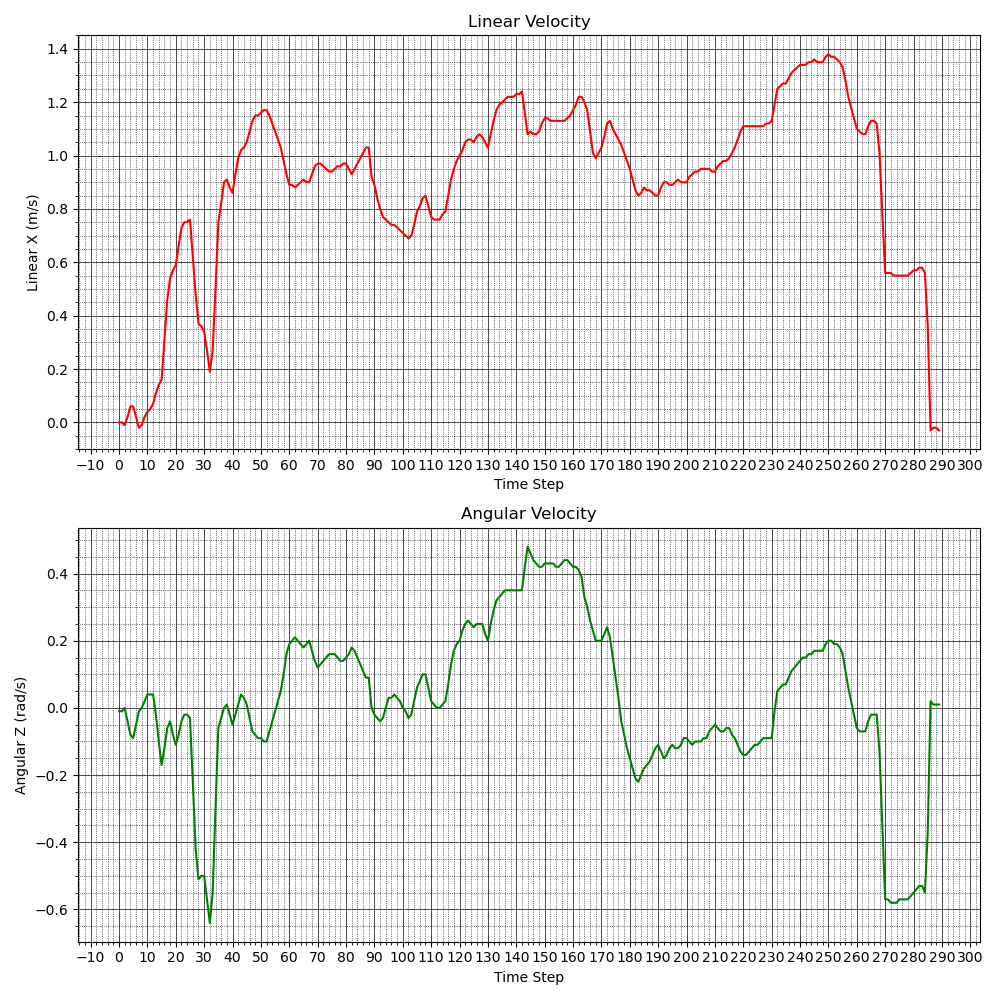 Linear Velocity
1.4
1.2
1.0
0.8
0.6
0.4
0.2
0.0
Linear X (m/s)
−10 0 10 20 30 40 50 60 70 80 90 100 110 120 130 140 150 160 170 180 190 200 210 220 230 240 250 260 270 280 290 300
Time Step
Angular Velocity
0.4
0.2
0.0
−0.2
−0.4
−0.6
Angular Z (rad/s)
−10 0 10 20 30 40 50 60 70 80 90 100 110 120 130 140 150 160 170 180 190 200 210 220 230 240 250 260 270 280 290 300
Time Step